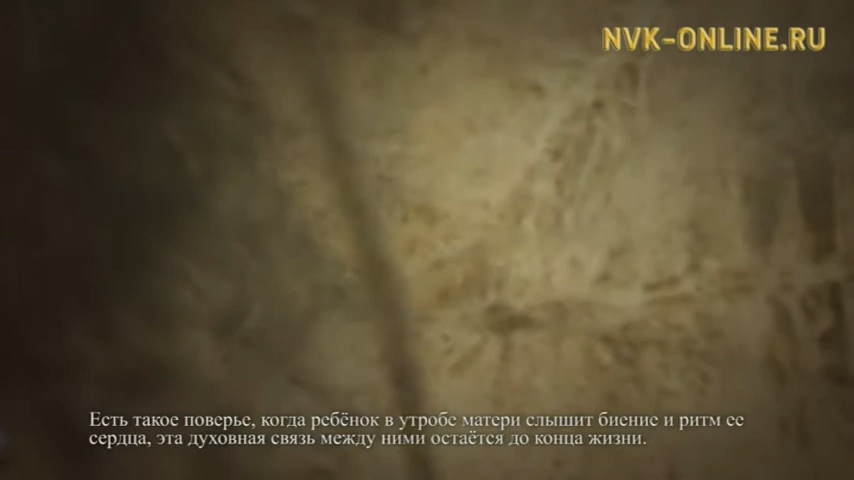 NVK-ONLINE.RU
Есть такое поверье, когда ребёнок в утробе матери слышит биение и ритм ее
сердца, эта духовная связь между ними остаётся до конца жизни.